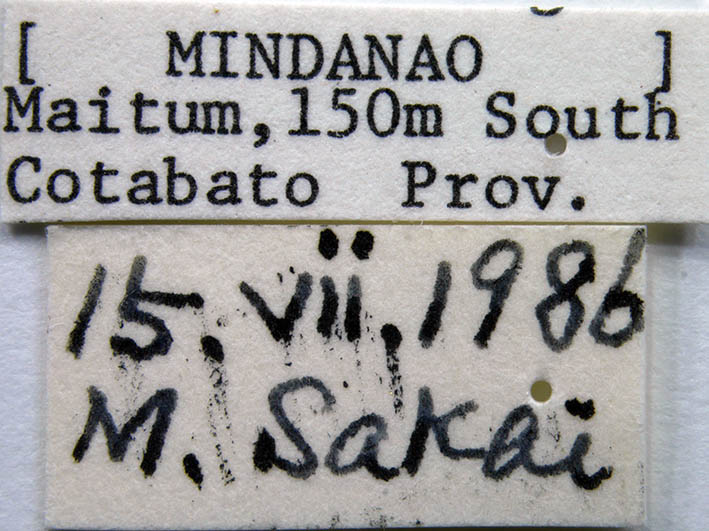 [ MINDANAO ]
Maitum, 150m South
Cotabato Prov.
15. vii, 1986
M. Sakai